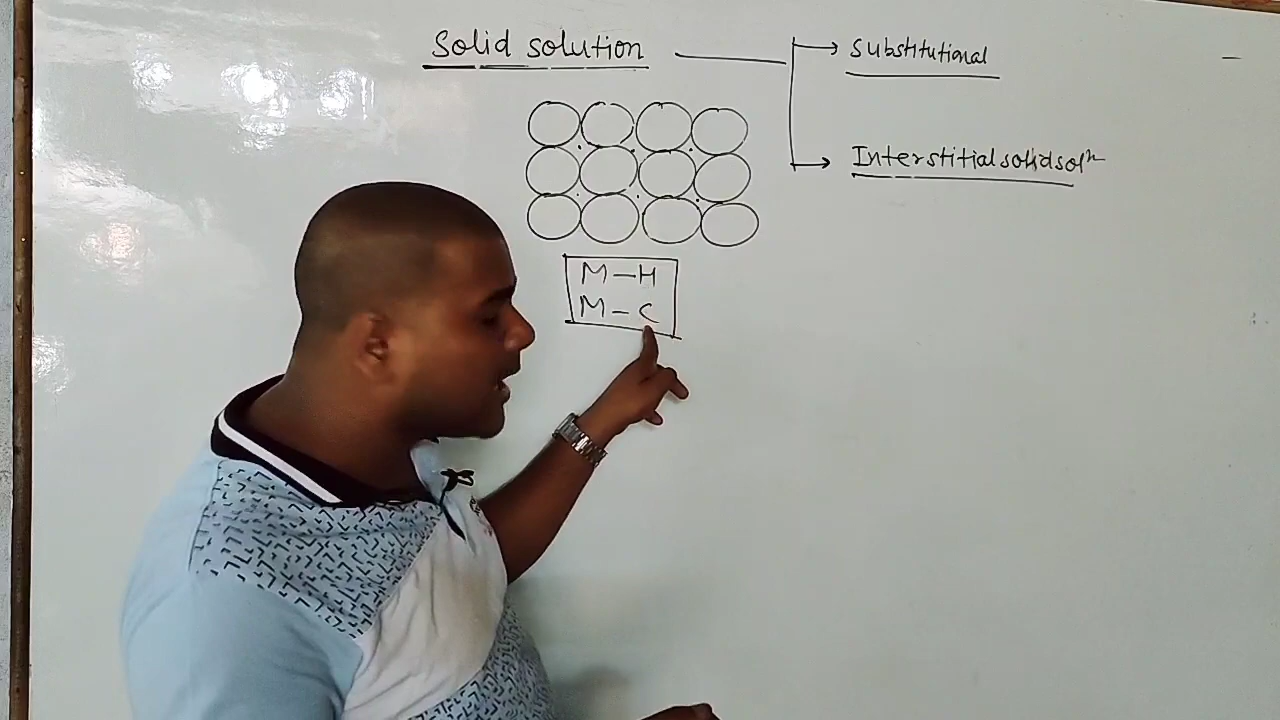 Solid solution
Substitutional
Interstitial solid solⁿ
M-H
M-C